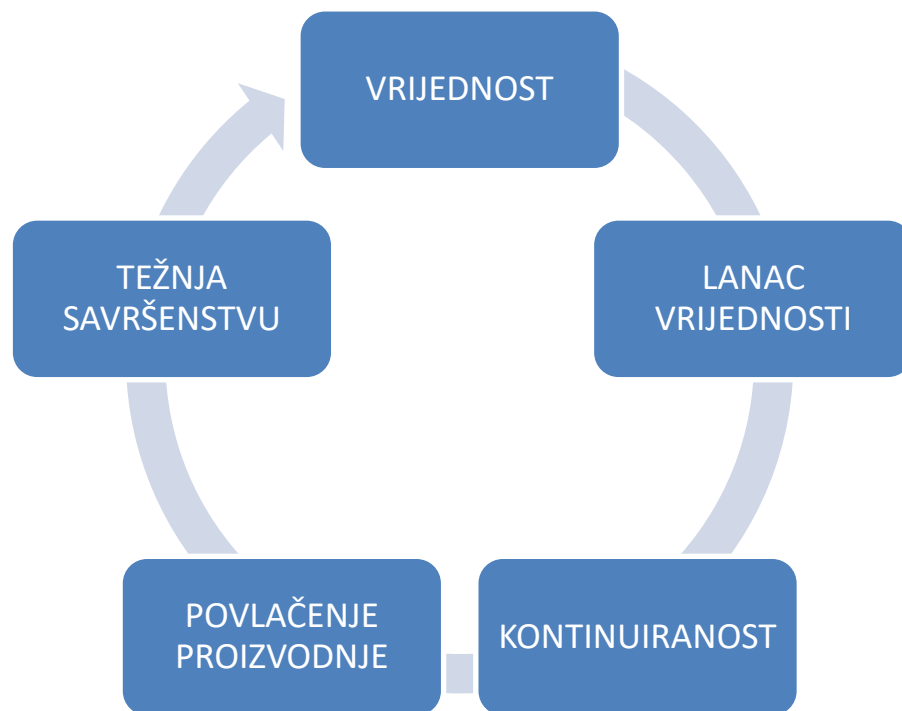 VRIJEDNOST
LANAC
VRIJEDNOSTI
KONTINUIRANOST
POVLAČENJE
PROIZVODNJE
TEŽNJA
SAVRŠENSTVU